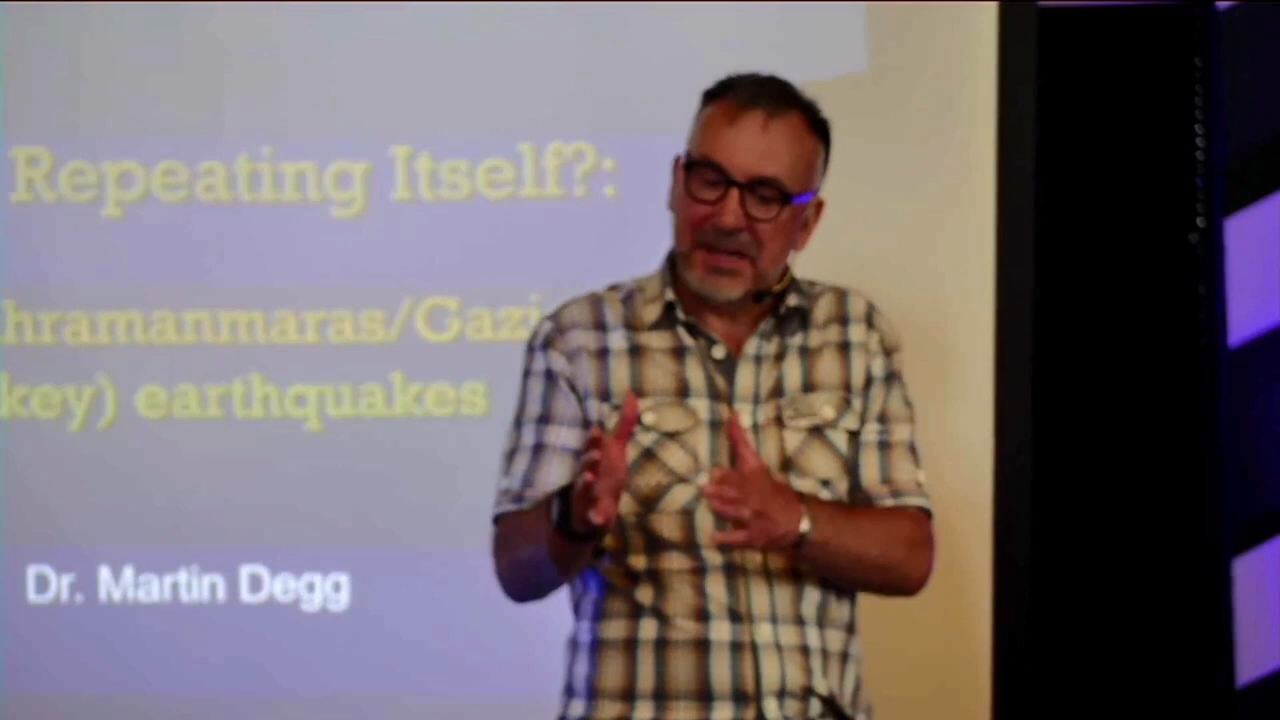 Repeating Itself?:
hramanmaras/Gazi
key) earthquakes
Dr. Martin Degg